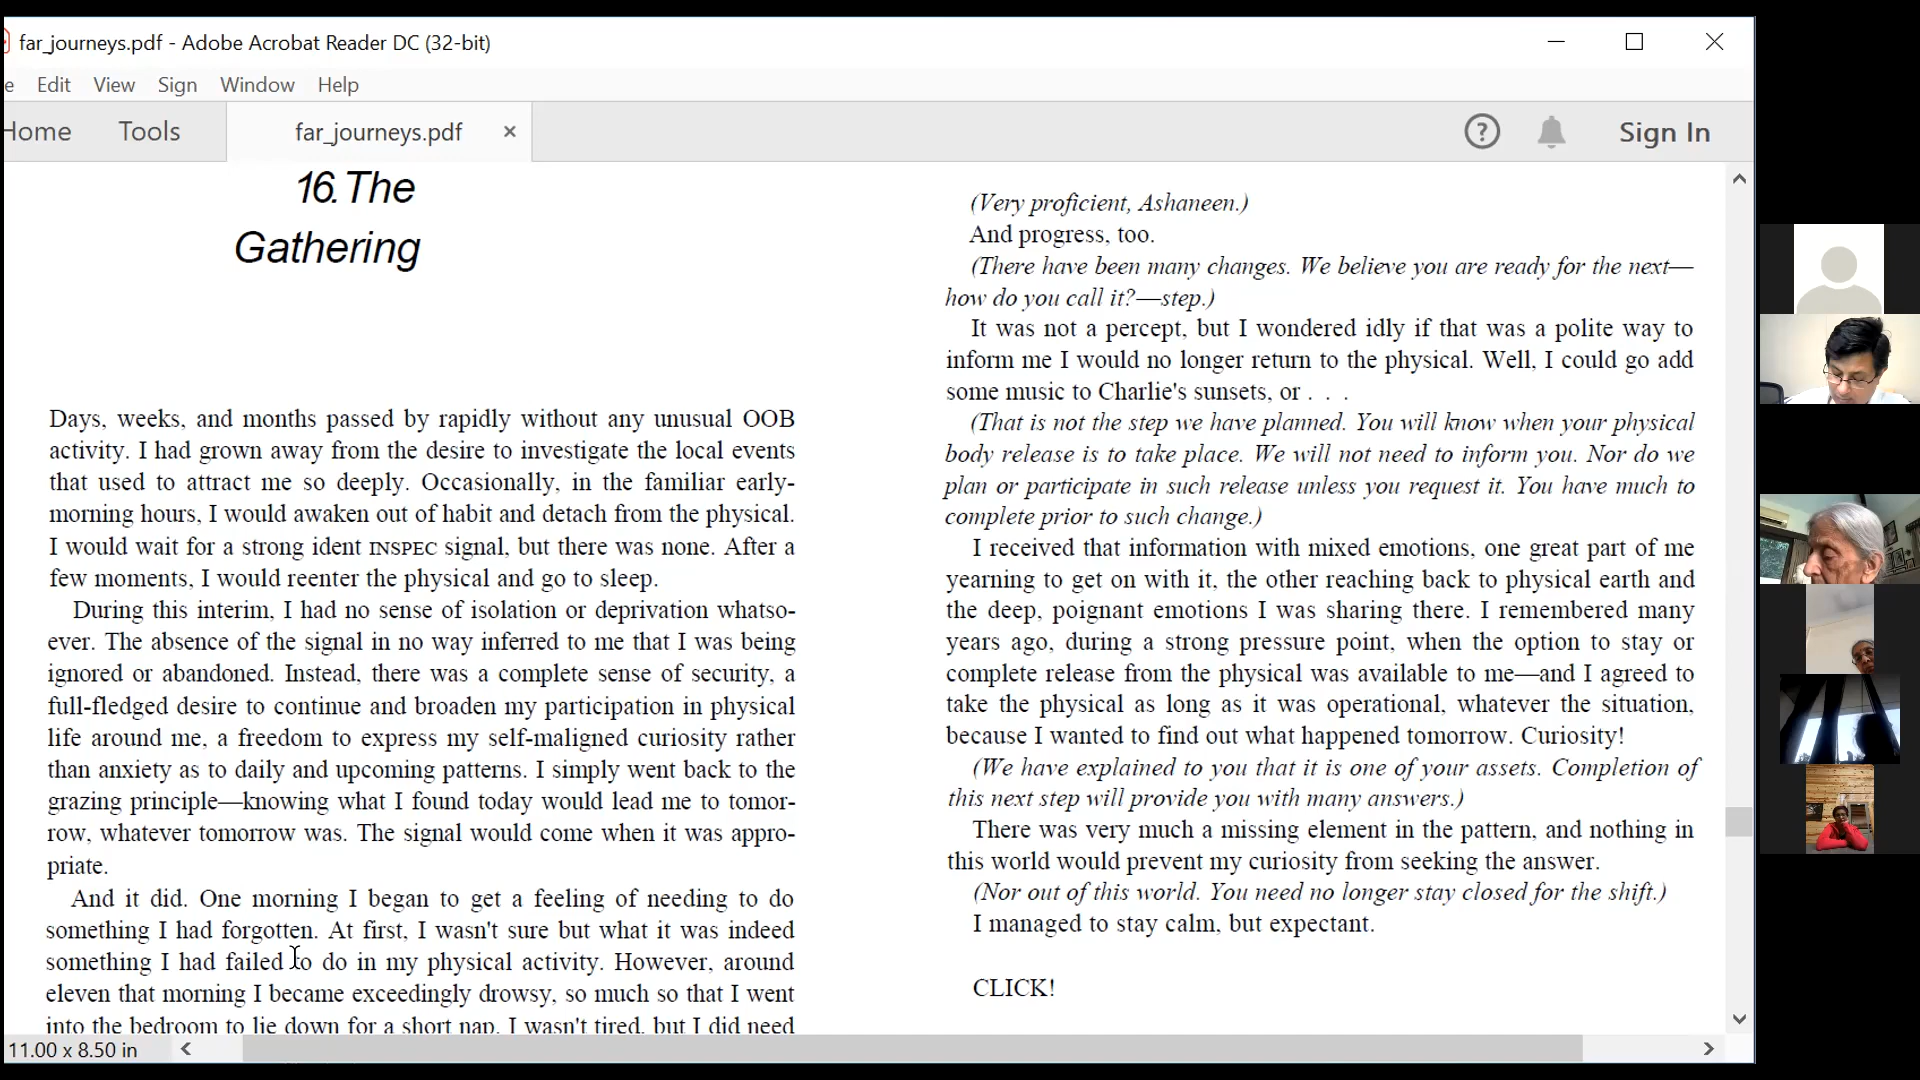 far_journeys.pdf - Adobe Acrobat Reader DC (32-bit)
e Edit View Sign Window Help
Home Tools far_journeys.pdf × ? Sign In
16. The
Gathering
Days, weeks, and months passed by rapidly without any unusual OOB
activity. I had grown away from the desire to investigate the local events
that used to attract me so deeply. Occasionally, in the familiar early-
morning hours, I would awaken out of habit and detach from the physical.
I would wait for a strong ident INSPEC signal, but there was none. After a
few moments, I would reenter the physical and go to sleep.
During this interim, I had no sense of isolation or deprivation whatso-
ever. The absence of the signal in no way inferred to me that I was being
ignored or abandoned. Instead, there was a complete sense of security, a
full-fledged desire to continue and broaden my participation in physical
life around me, a freedom to express my self-maligned curiosity rather
than anxiety as to daily and upcoming patterns. I simply went back to the
grazing principle—knowing what I found today would lead me to tomor-
row, whatever tomorrow was. The signal would come when it was appro-
priate.
And it did. One morning I began to get a feeling of needing to do
something I had forgotten. At first, I wasn't sure but what it was indeed
something I had failed to do in my physical activity. However, around
eleven that morning I became exceedingly drowsy, so much so that I went
into the bedroom to lie down for a short nap. I wasn't tired, but I did need
(Very proficient, Ashaneen.)
And progress, too.
(There have been many changes. We believe you are ready for the next—
how do you call it?—step.)
It was not a percept, but I wondered idly if that was a polite way to
inform me I would no longer return to the physical. Well, I could go add
some music to Charlie's sunsets, or . . .
(That is not the step we have planned. You will know when your physical
body release is to take place. We will not need to inform you. Nor do we
plan or participate in such release unless you request it. You have much to
complete prior to such change.)
I received that information with mixed emotions, one great part of me
yearning to get on with it, the other reaching back to physical earth and
the deep, poignant emotions I was sharing there. I remembered many
years ago, during a strong pressure point, when the option to stay or
complete release from the physical was available to me—and I agreed to
take the physical as long as it was operational, whatever the situation,
because I wanted to find out what happened tomorrow. Curiosity!
(We have explained to you that it is one of your assets. Completion of
this next step will provide you with many answers.)
There was very much a missing element in the pattern, and nothing in
this world would prevent my curiosity from seeking the answer.
(Nor out of this world. You need no longer stay closed for the shift.)
I managed to stay calm, but expectant.
CLICK!
11.00 x 8.50 in